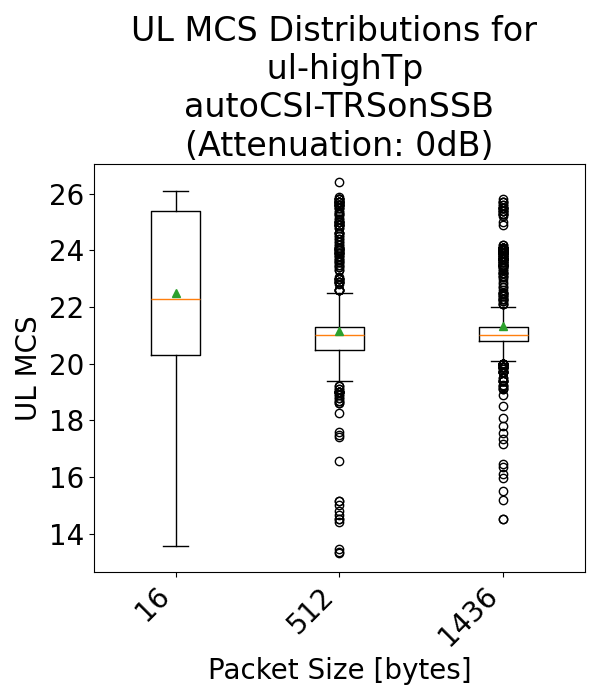 UL MCS Distributions for
ul-highTp
autoCSI-TRSonSSB
(Attenuation: 0dB)
26
24
22
20
18
16
14
UL MCS
16
512
1436
Packet Size [bytes]